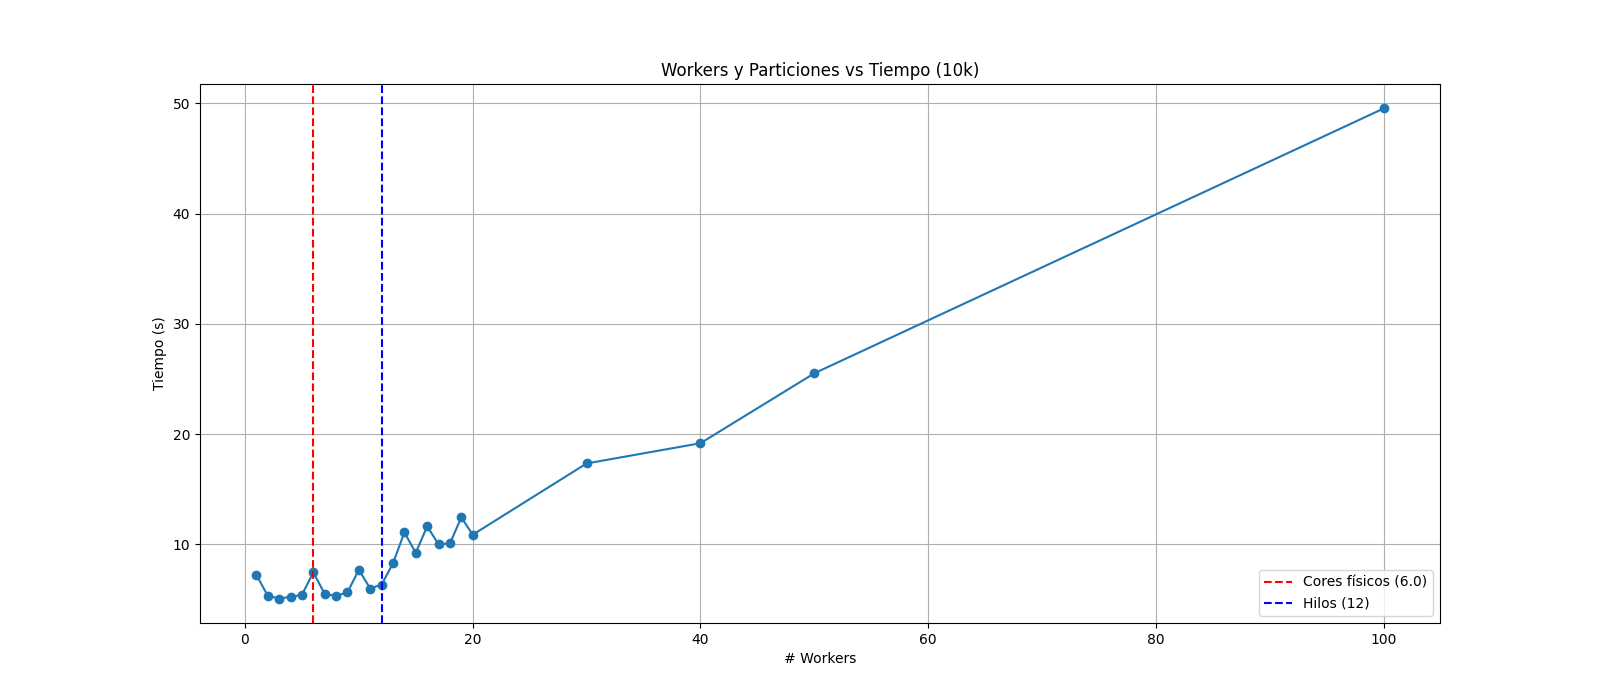 Workers y Particiones vs Tiempo (10k)
Tiempo (s)
50
40
30
20
10
0
20
40
60
80
100
# Workers
Cores físicos (6.0)
Hilos (12)